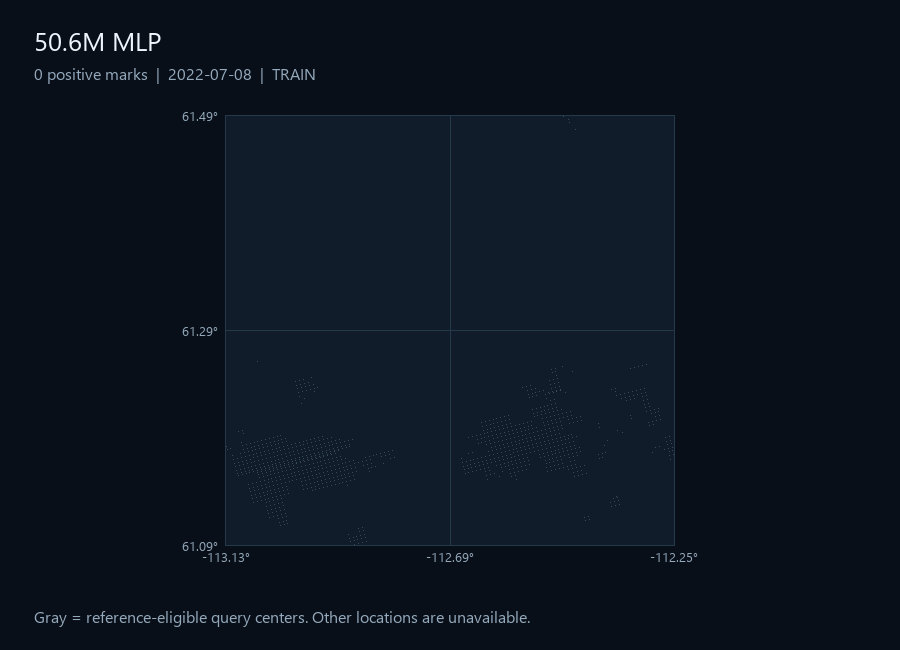 50.6M MLP
0 positive marks | 2022-07-08 | TRAIN
61.49°
61.29°
61.09°
-113.13° -112.69° -112.25°
Gray = reference-eligible query centers. Other locations are unavailable.